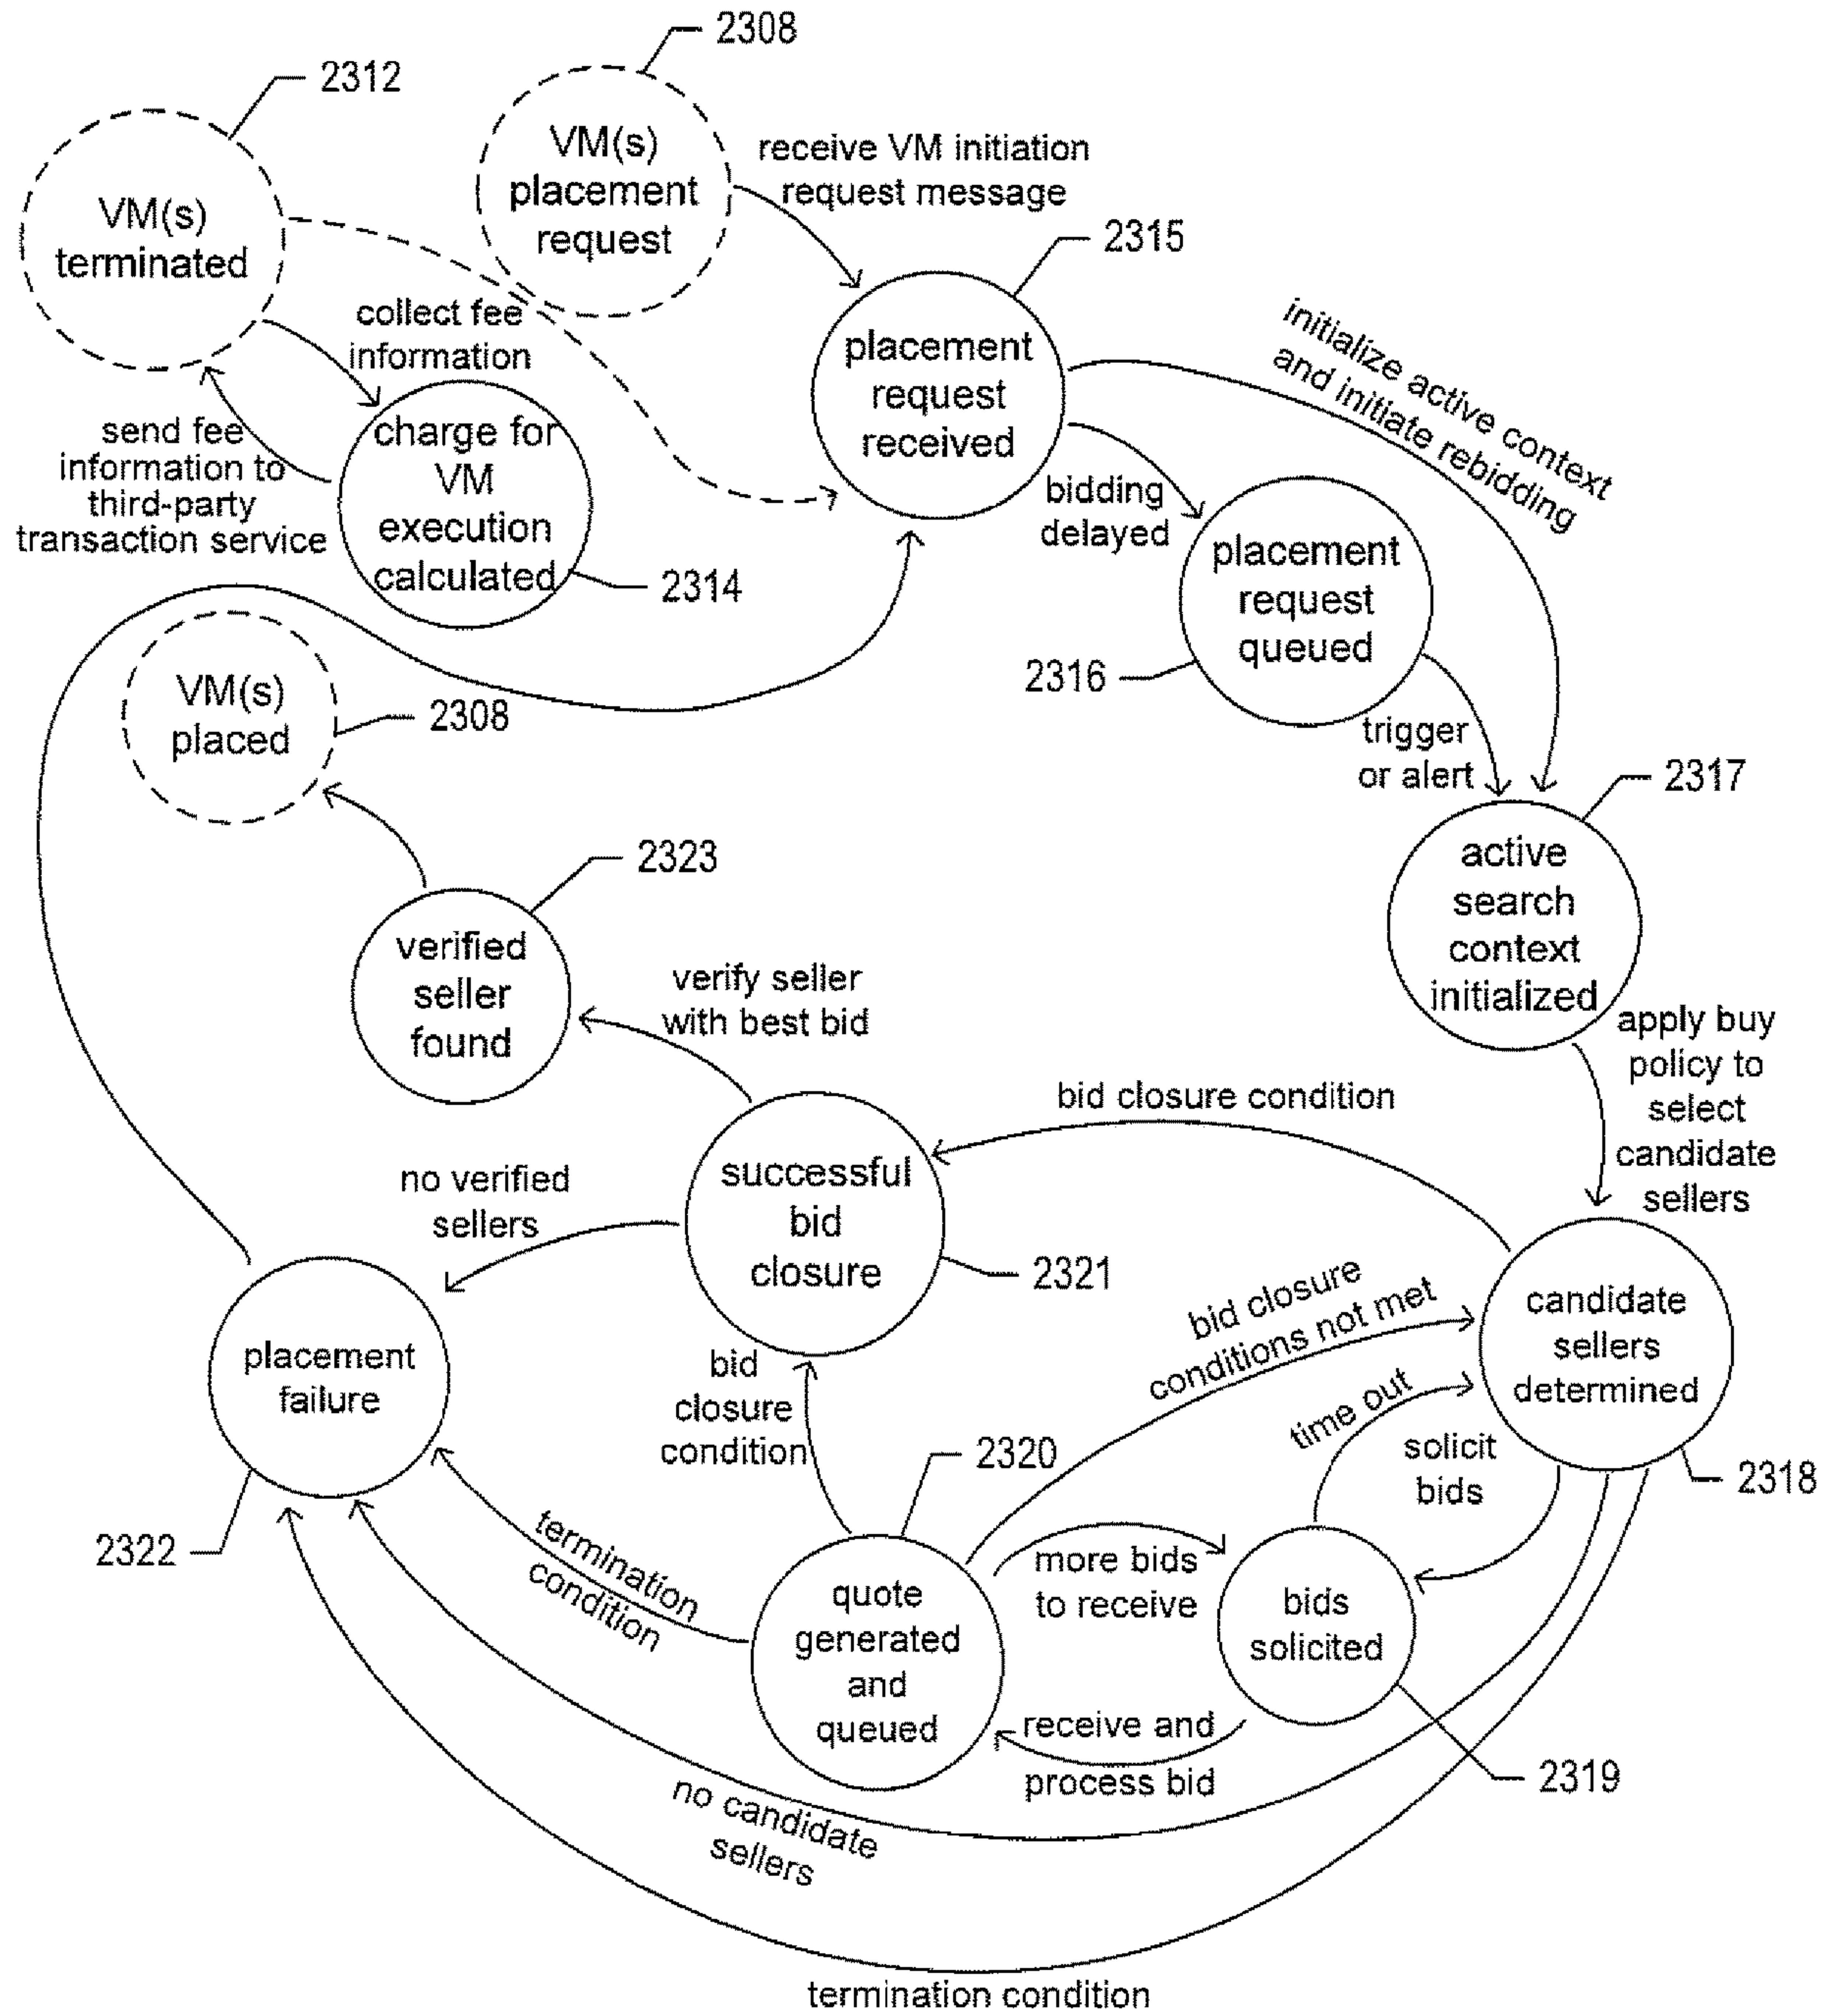 2308
2312
VM(s)
placement
request
receive VM initiation
request message
VM(s)
terminated
2315
collect fee
information
placement
request
received
initialize active context
and initiate rebidding
send fee
information to
third-party
transaction service
charge for
VM
execution
calculated
2314
bidding
delayed
placement
request
queued
2316
VM(s)
placed
2308
trigger
or alert
2317
active
search
context
initialized
2323
verified
seller
found
verify seller
with best bid
apply buy
policy to
select
candidate
sellers
bid closure condition
no verified
sellers
successful
bid
closure
2321
bid closure
conditions not met
candidate
sellers
determined
placement
failure
bid
closure
condition
time out
solicit
bids
2320
2318
2322
termination
condition
more bids
to receive
quote
generated
and
queued
bids
solicited
receive and
process bid
2319
no candidate
sellers
termination condition